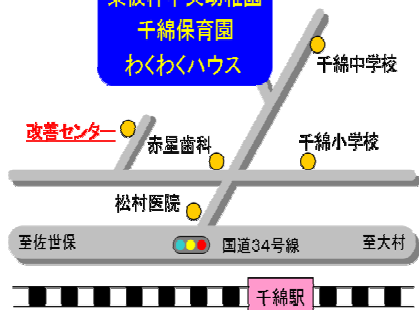 千綿保育園
わくわくハウス
千綿中学校
改善センター
赤星歯科
千綿小学校
松村医院
至佐世保
国道34号線
至大村
千綿駅